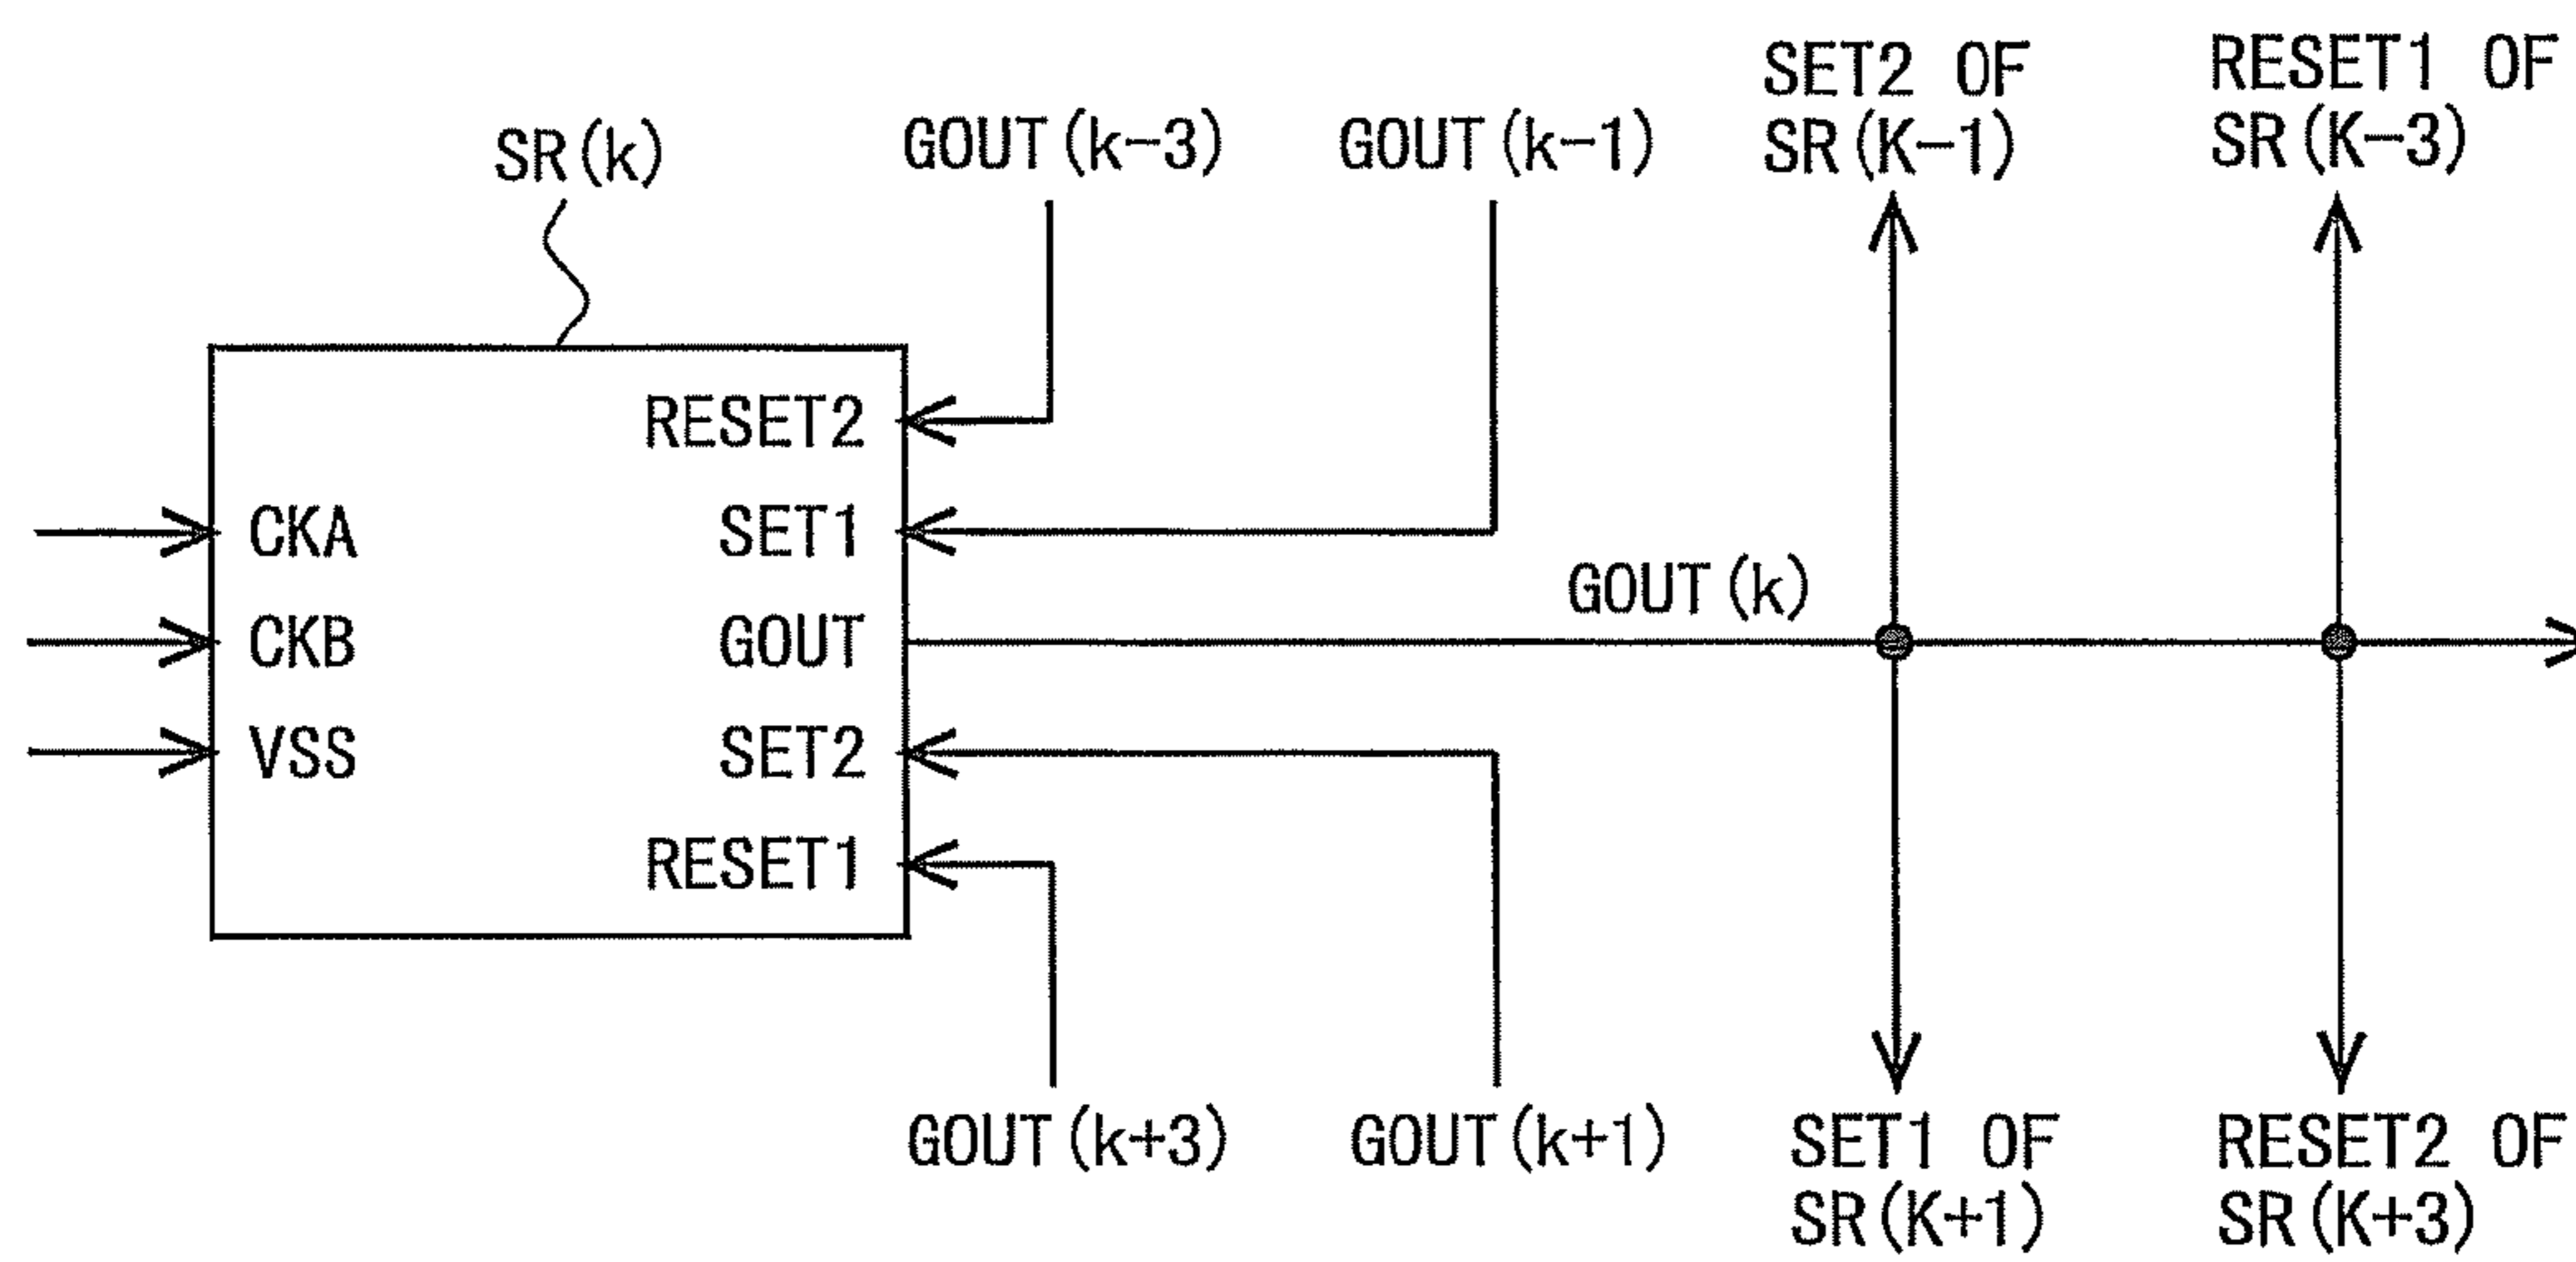 SET2 OF
SR(K-1)
RESET1 OF
SR(K-3)
SR(k)
GOUT(k-3)
GOUT(k-1)
RESET2
CKA
SET1
GOUT(k)
CKB
GOUT
VSS
SET2
RESET1
GOUT(k+3)
GOUT(k+1)
SET1 OF
SR(K+1)
RESET2 OF
SR(K+3)